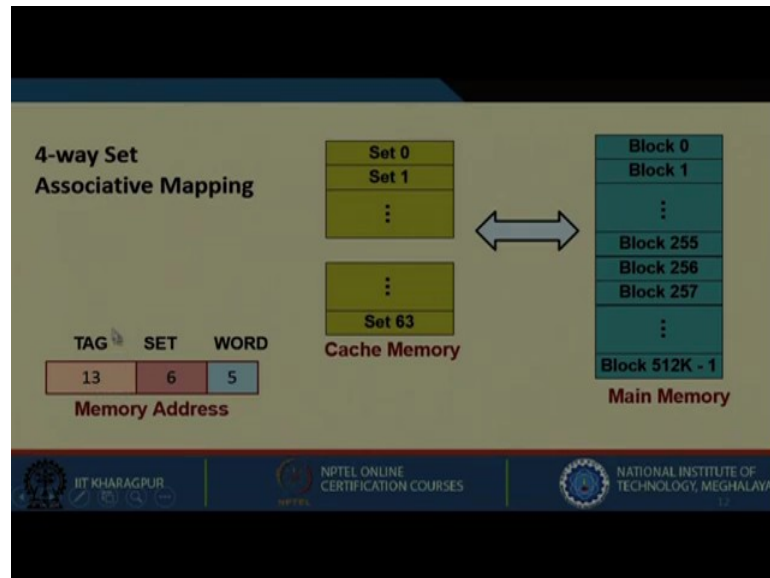 4-way Set
Associative Mapping
Set 0
Set 1
⋮
⋮
Set 63
Cache Memory
Block 0
Block 1
⋮
Block 255
Block 256
Block 257
⋮
Block 512K - 1
Main Memory
TAG SET WORD
13 6 5
Memory Address
IIT KHARAGPUR
NPTEL
NPTEL ONLINE
CERTIFICATION COURSES
NATIONAL INSTITUTE OF
TECHNOLOGY, MEGHALAYA
12